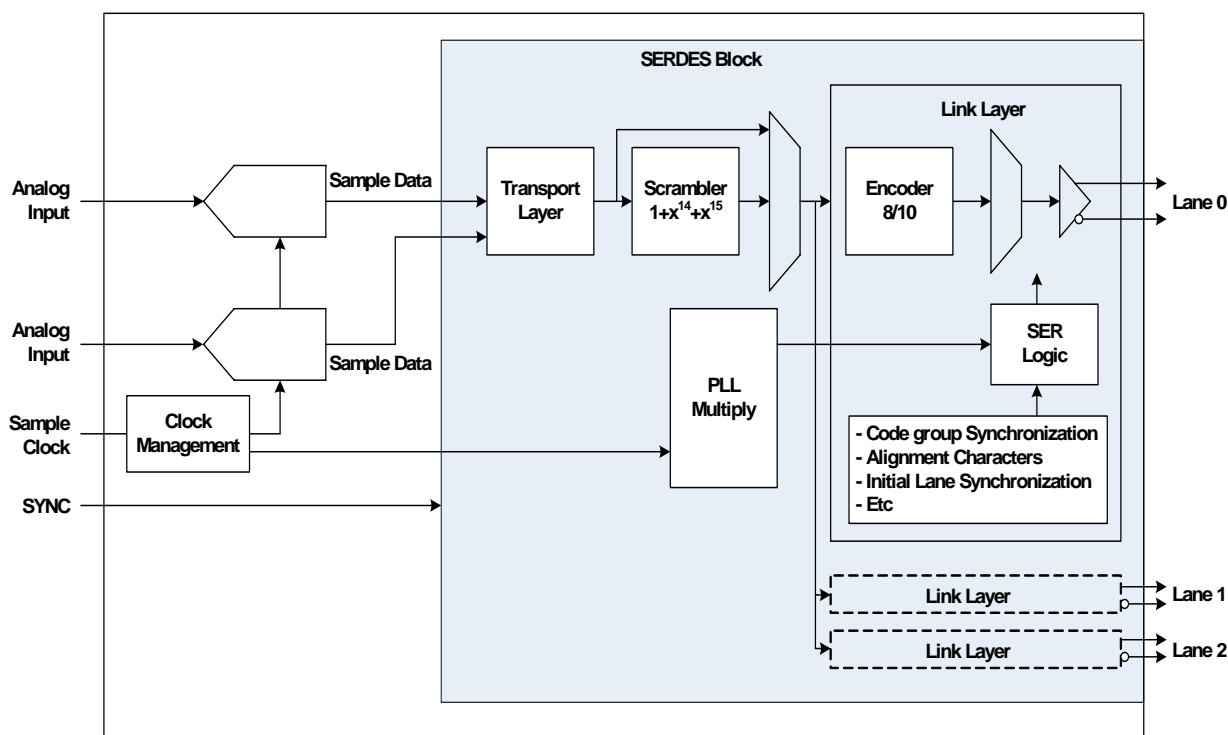 SERDES Block
Link Layer
Analog
Input
Sample Data
Transport
Layer
Scrambler
1+x¹⁴+x¹⁵
Encoder
8/10
Lane 0
Analog
Input
Sample Data
PLL
Multiply
SER
Logic
Sample
Clock
Clock
Management
- Code group Synchronization
- Alignment Characters
- Initial Lane Synchronization
- Etc
SYNC
Link Layer
Lane 1
Link Layer
Lane 2